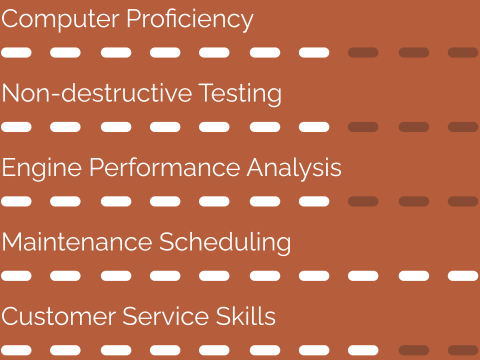 Computer Proficiency
Non-destructive Testing
Engine Performance Analysis
Maintenance Scheduling
Customer Service Skills